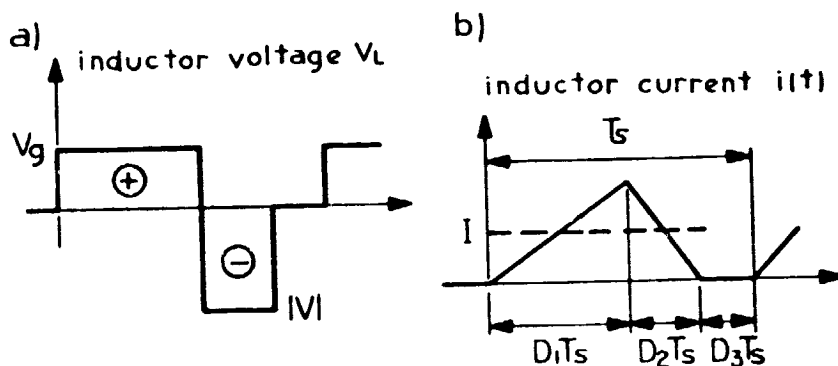 a)
inductor voltage VL
Vg
+
−
|V|
b)
inductor current i(t)
Ts
I
D1Ts
D2Ts
D3Ts